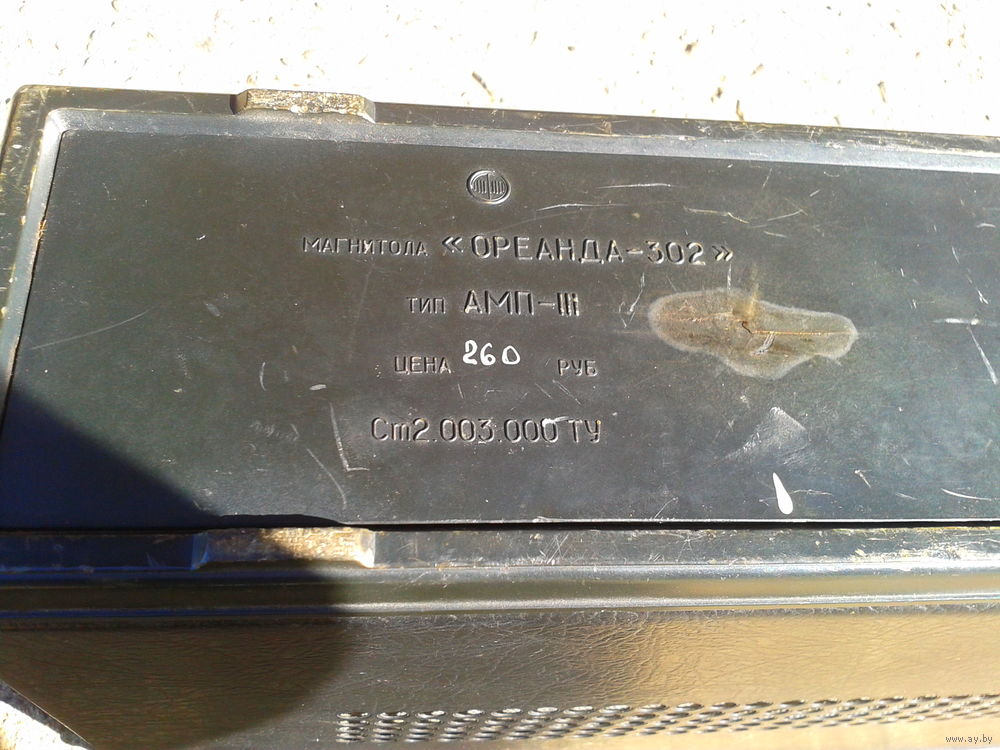 МАГНИТОЛА «ОРЕАНДА-302»
ТИП АМП-III
ЦЕНА 260 РУБ
Ст2.003.000 ТУ
www.ay.by